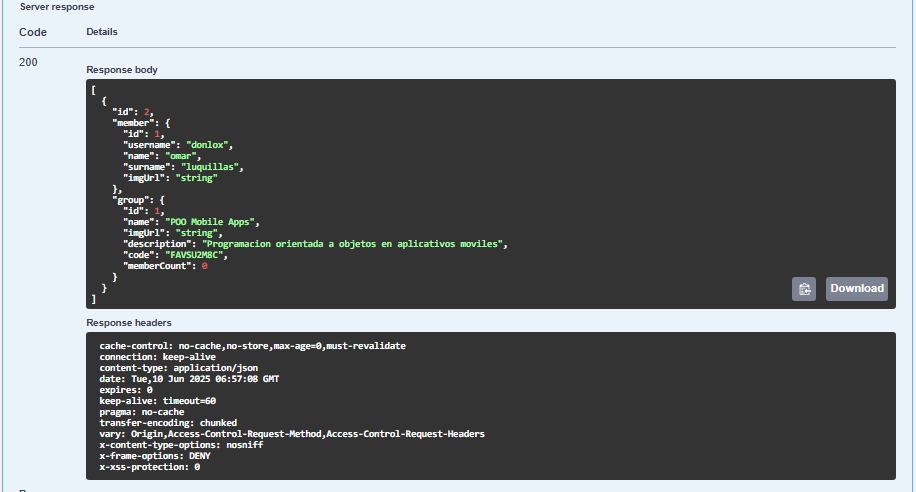 Server response
Code Details
200
Response body
[
  {
    "id": 2,
    "member": {
      "id": 1,
      "username": "donlox",
      "name": "omar",
      "surname": "luquillas",
      "imgUrl": "string"
    },
    "group": {
      "id": 1,
      "name": "POO Mobile Apps",
      "imgUrl": "string",
      "description": "Programacion orientada a objetos en aplicativos moviles",
      "code": "FAVSU2M8C",
      "memberCount": 0
    }
  }
]
Download
Response headers
cache-control: no-cache,no-store,max-age=0,must-revalidate
connection: keep-alive
content-type: application/json
date: Tue,10 Jun 2025 06:57:08 GMT
expires: 0
keep-alive: timeout=60
pragma: no-cache
transfer-encoding: chunked
vary: Origin,Access-Control-Request-Method,Access-Control-Request-Headers
x-content-type-options: nosniff
x-frame-options: DENY
x-xss-protection: 0